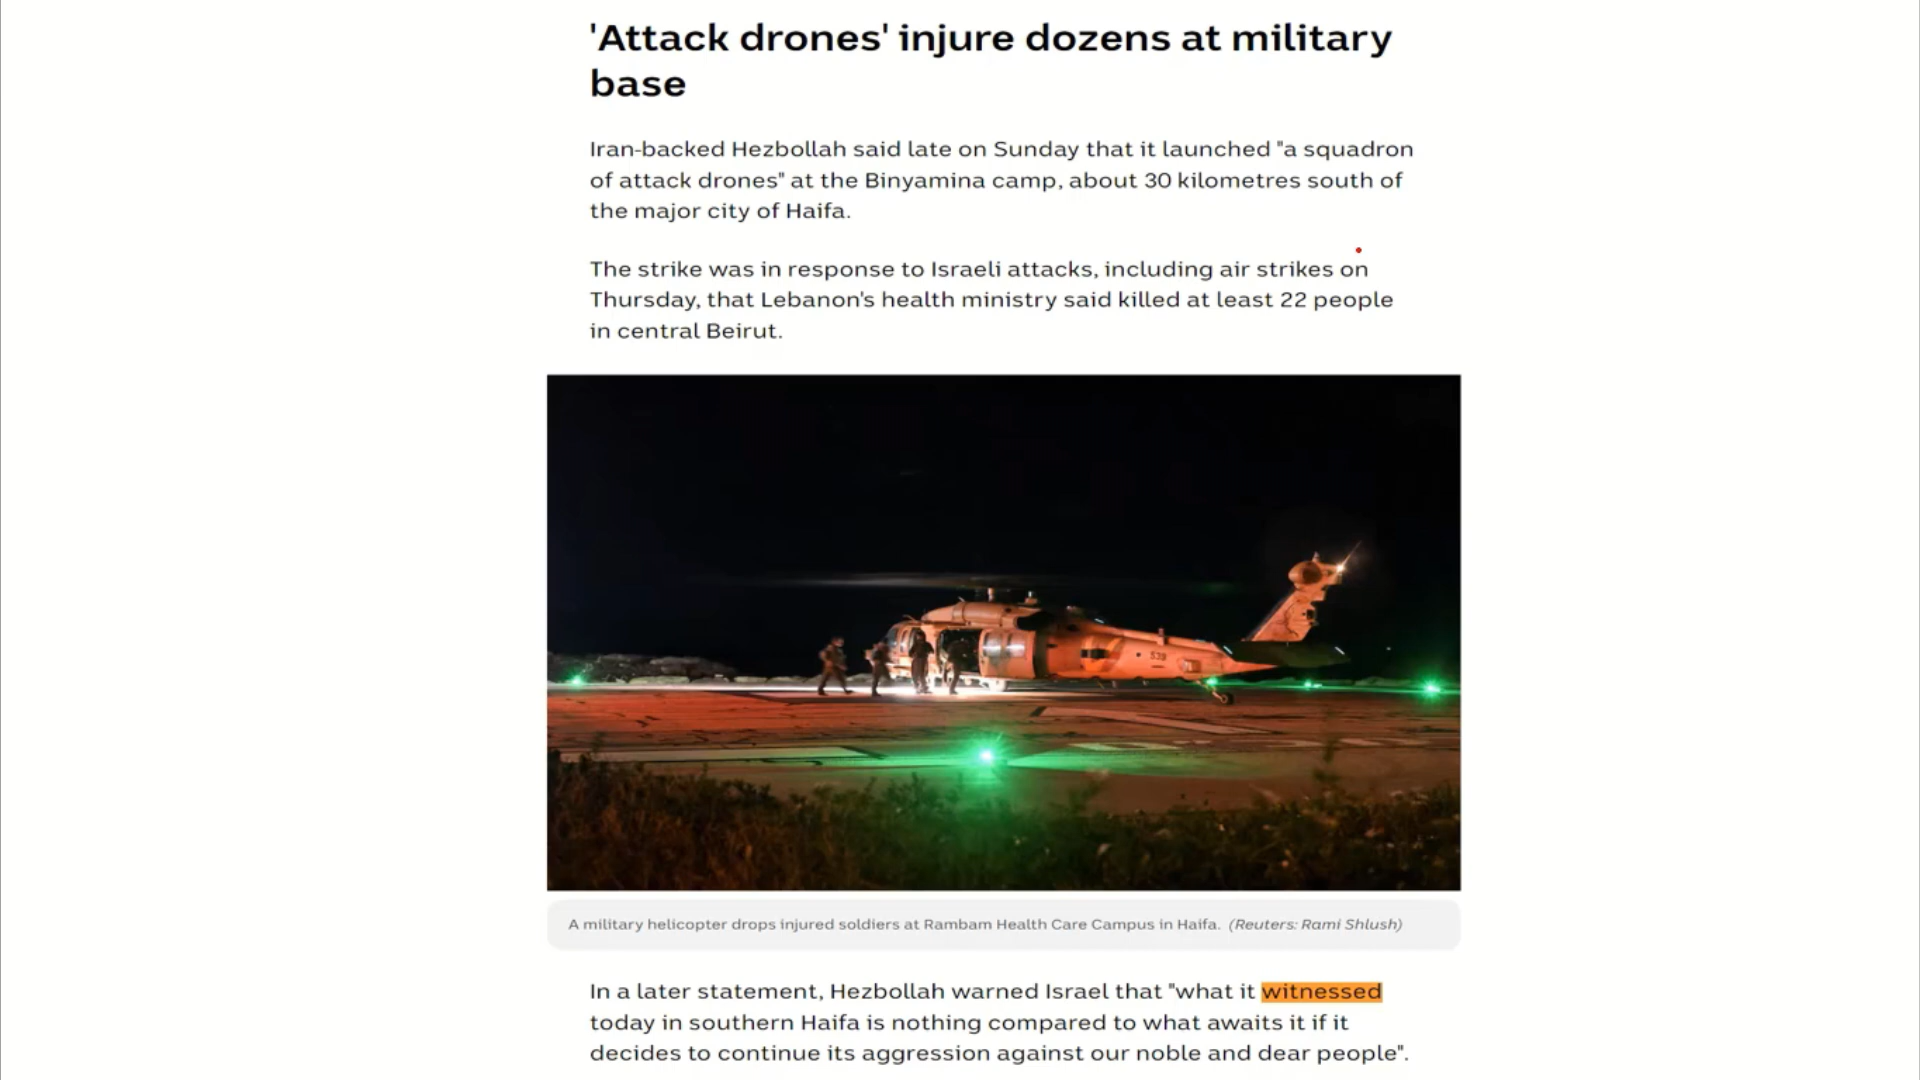 'Attack drones' injure dozens at military
base
Iran-backed Hezbollah said late on Sunday that it launched "a squadron
of attack drones" at the Binyamina camp, about 30 kilometres south of
the major city of Haifa.
The strike was in response to Israeli attacks, including air strikes on
Thursday, that Lebanon's health ministry said killed at least 22 people
in central Beirut.
A military helicopter drops injured soldiers at Rambam Health Care Campus in Haifa. (Reuters: Rami Shlush)
In a later statement, Hezbollah warned Israel that "what it witnessed
today in southern Haifa is nothing compared to what awaits it if it
decides to continue its aggression against our noble and dear people".